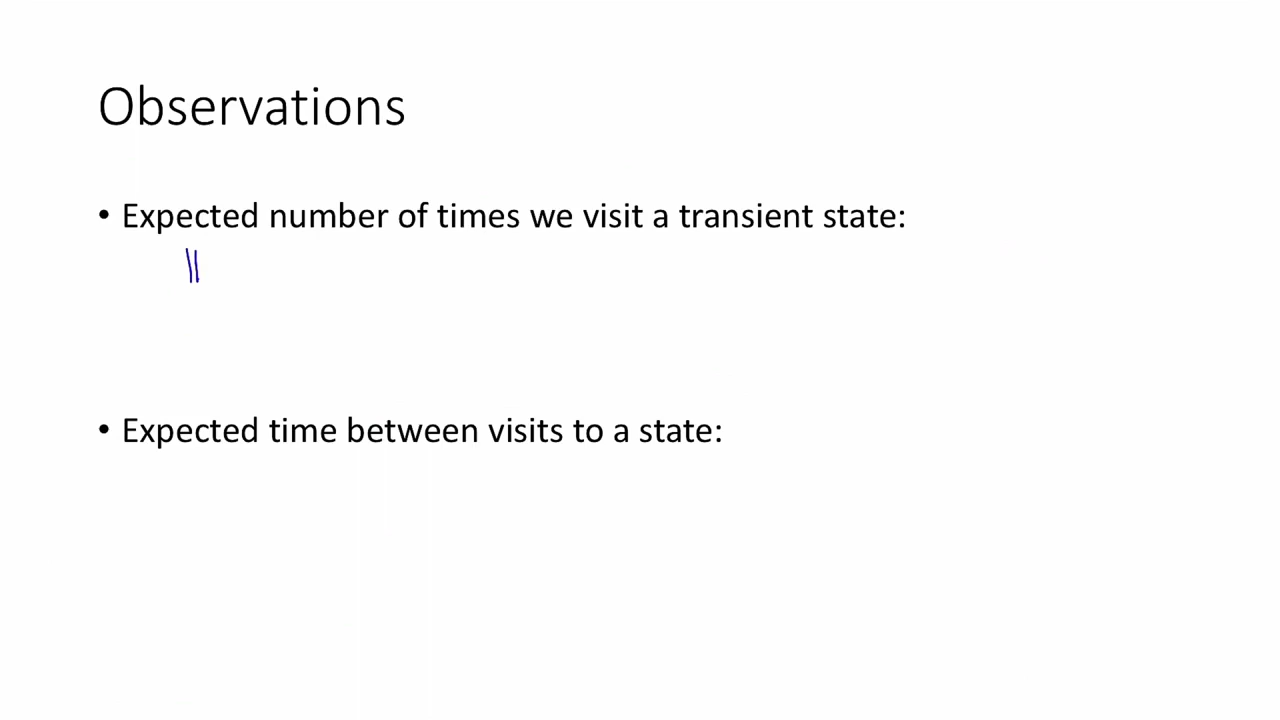 Observations
• Expected number of times we visit a transient state:
• Expected time between visits to a state: